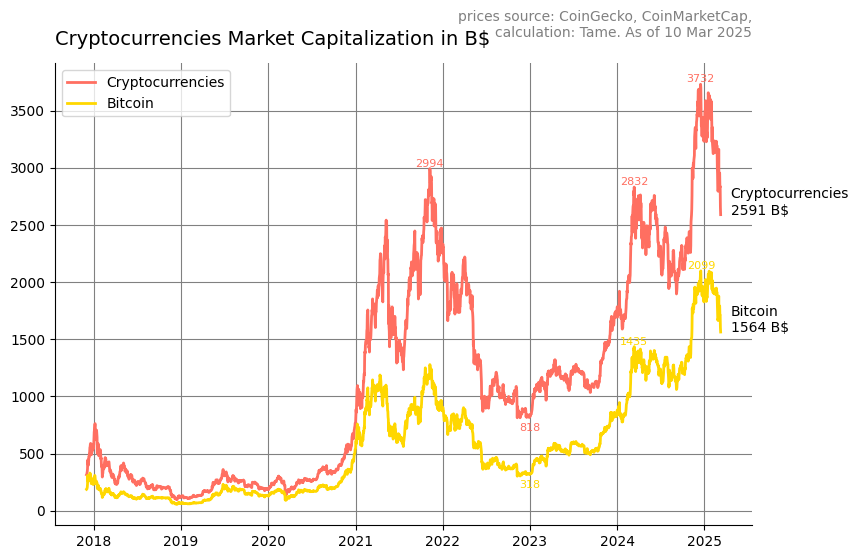 prices source: CoinGecko, CoinMarketCap,
calculation: Tame. As of 10 Mar 2025
Cryptocurrencies Market Capitalization in B$
Cryptocurrencies
Bitcoin
3500
3000
2500
2000
1500
1000
500
0
2994
818
318
2832
1435
3732
2099
Cryptocurrencies
2591 B$
Bitcoin
1564 B$
2018 2019 2020 2021 2022 2023 2024 2025